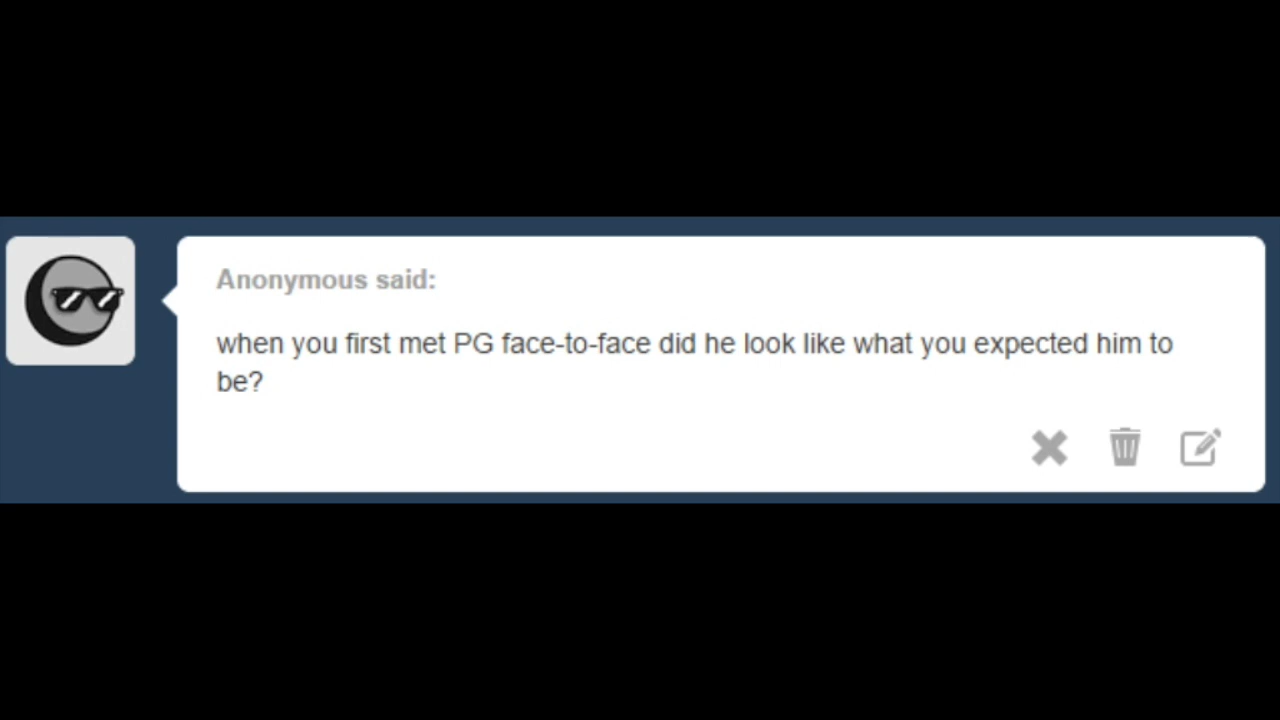 Anonymous said:
when you first met PG face-to-face did he look like what you expected him to
be?